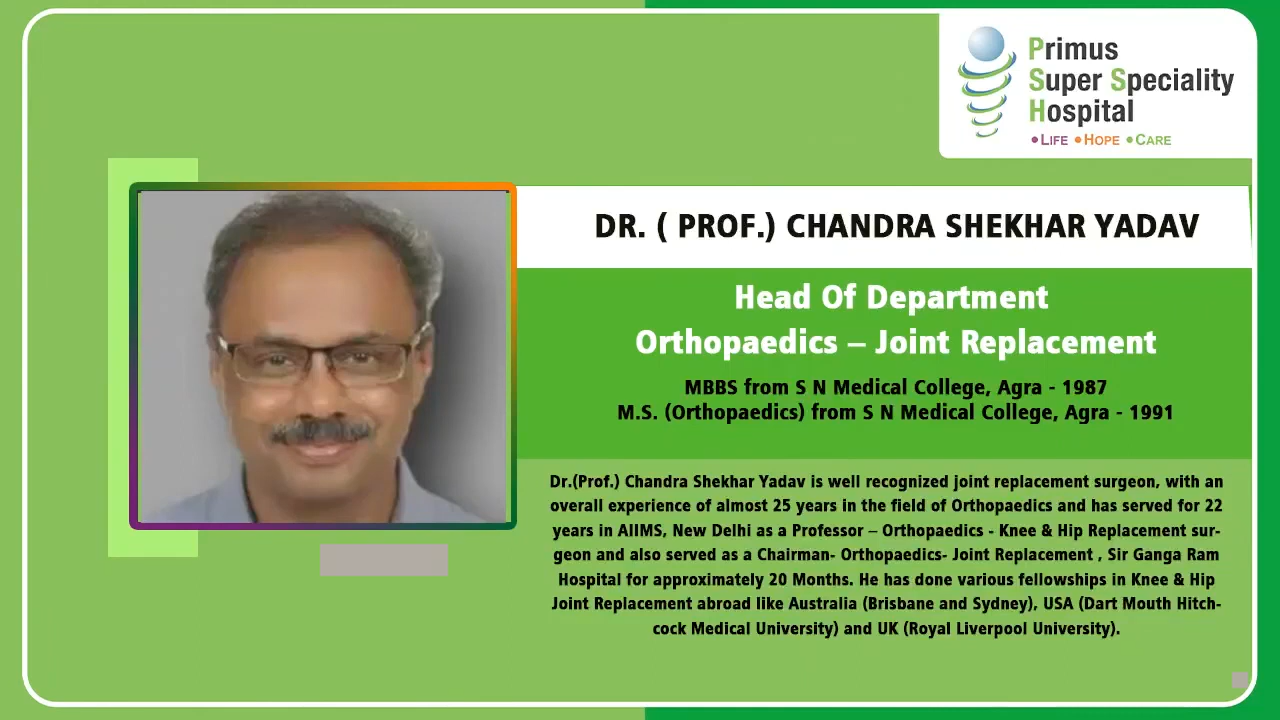 Primus
Super Speciality
Hospital
•LIFE •HOPE •CARE
DR. ( PROF.) CHANDRA SHEKHAR YADAV
Head Of Department
Orthopaedics – Joint Replacement
MBBS from S N Medical College, Agra - 1987
M.S. (Orthopaedics) from S N Medical College, Agra - 1991
Dr.(Prof.) Chandra Shekhar Yadav is well recognized joint replacement surgeon, with an
overall experience of almost 25 years in the field of Orthopaedics and has served for 22
years in AIIMS, New Delhi as a Professor – Orthopaedics - Knee & Hip Replacement sur-
geon and also served as a Chairman- Orthopaedics- Joint Replacement , Sir Ganga Ram
Hospital for approximately 20 Months. He has done various fellowships in Knee & Hip
Joint Replacement abroad like Australia (Brisbane and Sydney), USA (Dart Mouth Hitch-
cock Medical University) and UK (Royal Liverpool University).